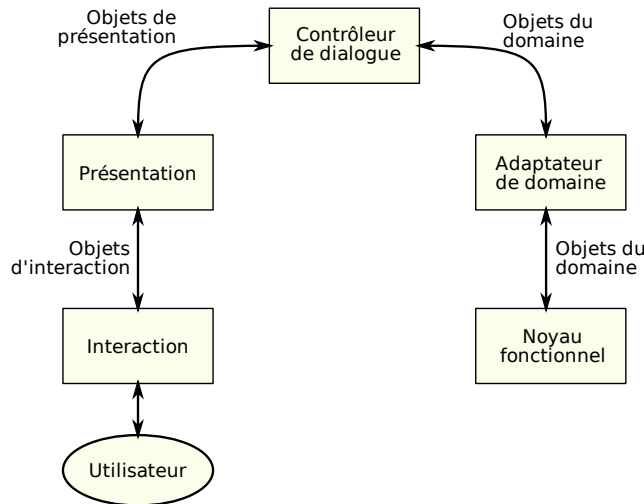 Objets de
présentation
Contrôleur
de dialogue
Objets du
domaine
Présentation
Adaptateur
de domaine
Objets
d'interaction
Objets du
domaine
Interaction
Noyau
fonctionnel
Utilisateur